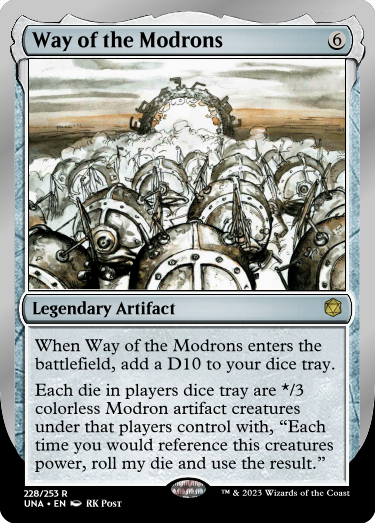 Way of the Modrons
6
Legendary Artifact
When Way of the Modrons enters the
battlefield, add a D10 to your dice tray.
Each die in players dice tray are */3
colorless Modron artifact creatures
under that players control with, “Each
time you would reference this creatures
power, roll my die and use the result.”
228/253 R
UNA • EN RK Post
™ & 2023 Wizards of the Coast